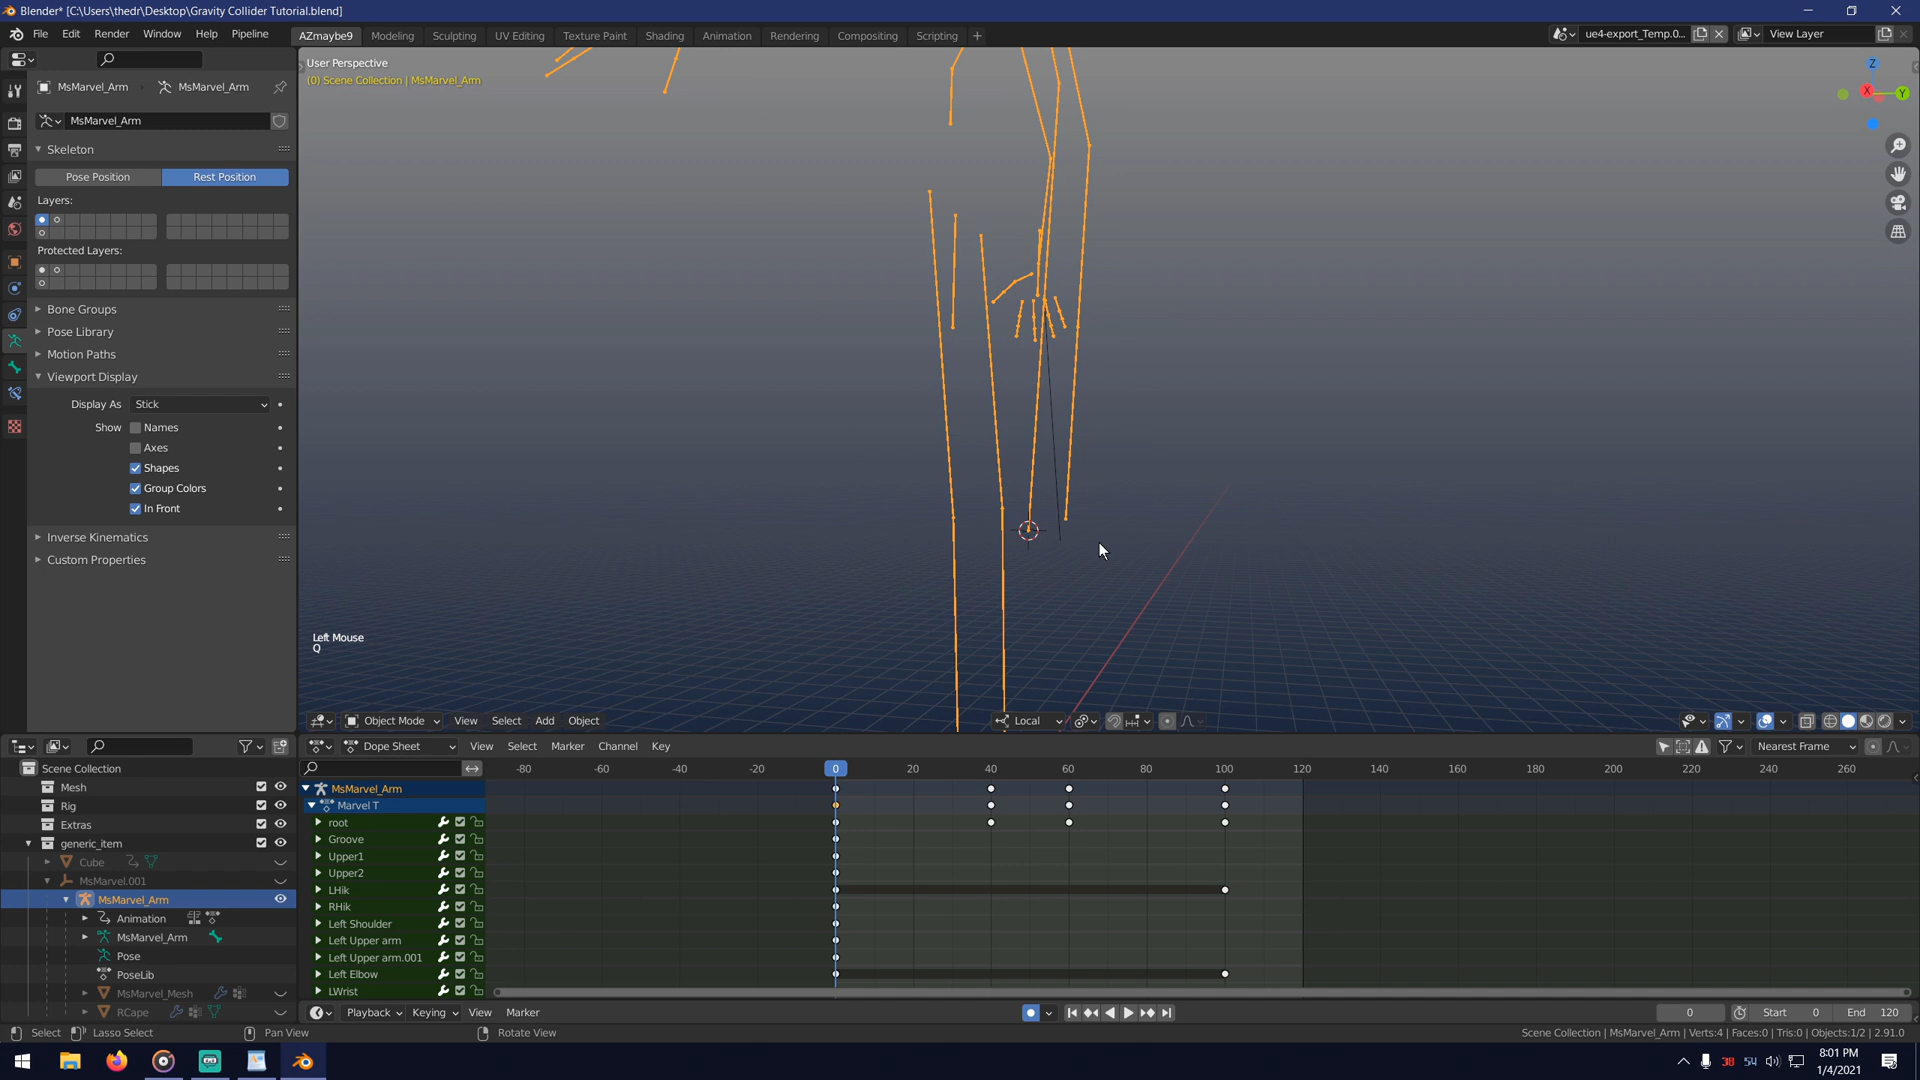 Blender* [C:\Users\thedr\Desktop\Gravity Collider Tutorial.blend]
File Edit Render Window Help Pipeline
AZmaybe9 Modeling Sculpting UV Editing Texture Paint Shading Animation Rendering Compositing Scripting
ue4-export_Temp.0... View Layer
User Perspective
(0) Scene Collection | MsMarvel_Arm
MsMarvel_Arm MsMarvel_Arm
MsMarvel_Arm
Skeleton
Pose Position Rest Position
Layers:
Protected Layers:
Bone Groups
Pose Library
Motion Paths
Viewport Display
Display As Stick
Show Names
Axes
Shapes
Group Colors
In Front
Inverse Kinematics
Custom Properties
Z
X
Y
Left Mouse
Q
Object Mode View Select Add Object Local
Dope Sheet View Select Marker Channel Key Nearest Frame
-80 -60 -40 -20 0 20 40 60 80 100 120 140 160 180 200 220 240 260
MsMarvel_Arm
Marvel T
root
Groove
Upper1
Upper2
LHik
RHik
Left Shoulder
Left Upper arm
Left Upper arm.001
Left Elbow
LWrist
Scene Collection
Mesh
Rig
Extras
generic_item
Cube
MsMarvel.001
MsMarvel_Arm
Animation
MsMarvel_Arm
Pose
PoseLib
MsMarvel_Mesh
RCape
Playback Keying View Marker
0 Start 0 End 120
Select Lasso Select Pan View Rotate View
Scene Collection | MsMarvel_Arm | Verts:4 | Faces:0 | Tris:0 | Objects:1/2 | 2.91.0
38 54
8:01 PM
1/4/2021